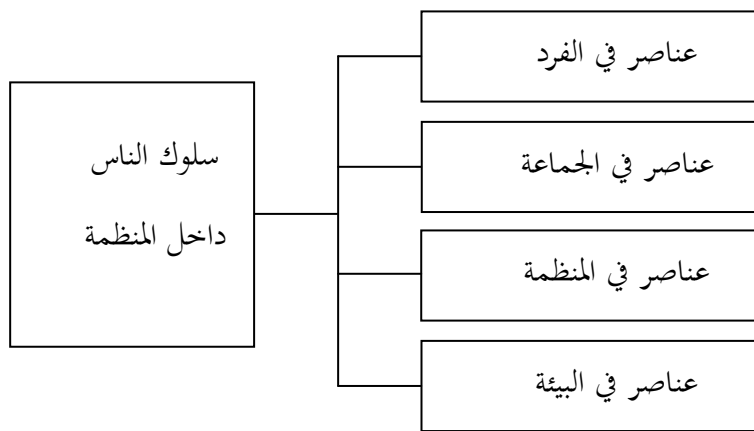 عناصر في الفرد
عناصر في الجماعة
عناصر في المنظمة
عناصر في البيئة
سلوك الناس
داخل المنظمة